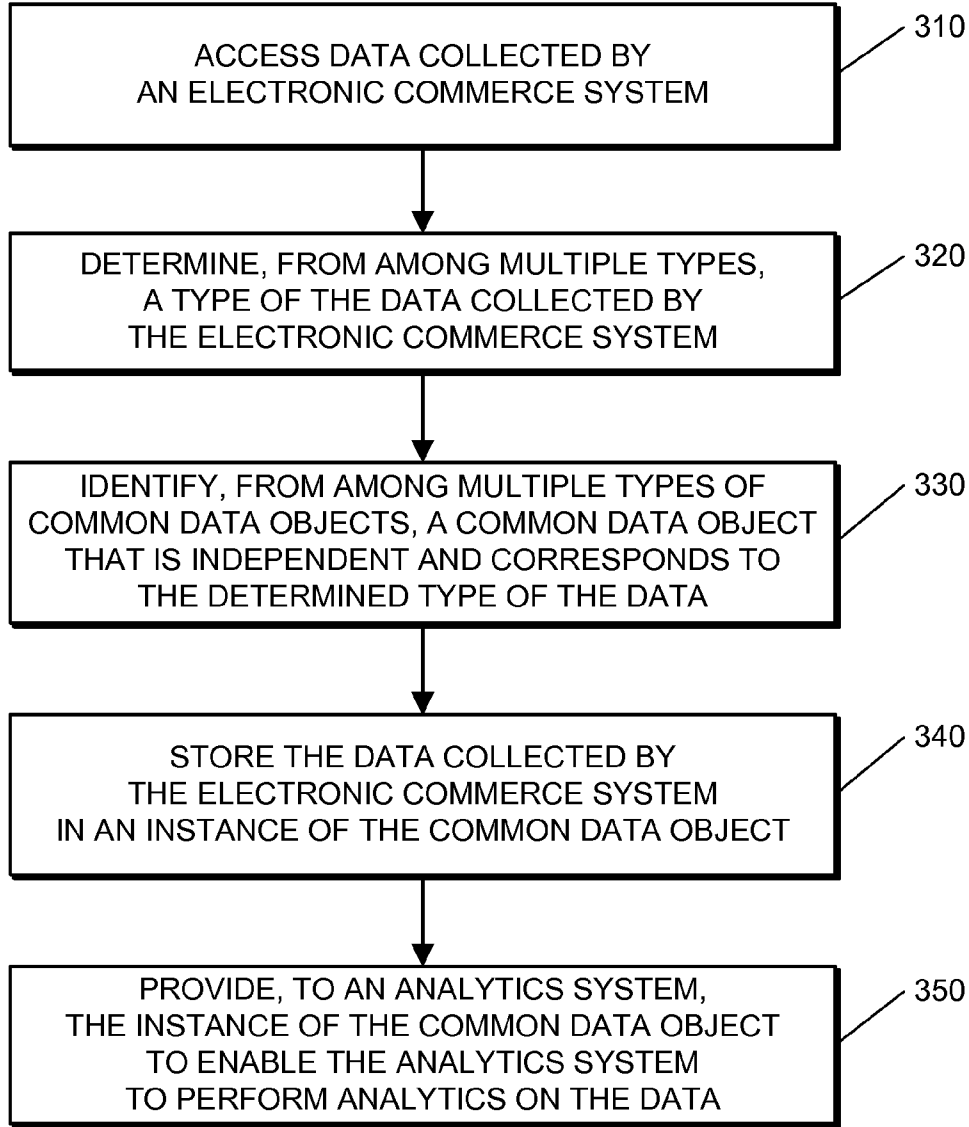 310
ACCESS DATA COLLECTED BY
AN ELECTRONIC COMMERCE SYSTEM
320
DETERMINE, FROM AMONG MULTIPLE TYPES,
A TYPE OF THE DATA COLLECTED BY
THE ELECTRONIC COMMERCE SYSTEM
330
IDENTIFY, FROM AMONG MULTIPLE TYPES OF
COMMON DATA OBJECTS, A COMMON DATA OBJECT
THAT IS INDEPENDENT AND CORRESPONDS TO
THE DETERMINED TYPE OF THE DATA
340
STORE THE DATA COLLECTED BY
THE ELECTRONIC COMMERCE SYSTEM
IN AN INSTANCE OF THE COMMON DATA OBJECT
350
PROVIDE, TO AN ANALYTICS SYSTEM,
THE INSTANCE OF THE COMMON DATA OBJECT
TO ENABLE THE ANALYTICS SYSTEM
TO PERFORM ANALYTICS ON THE DATA